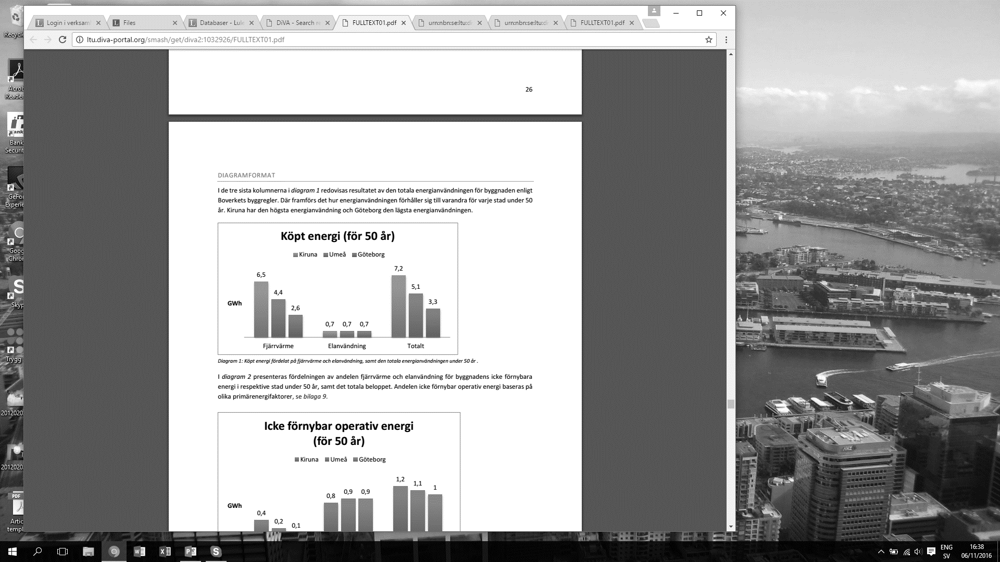 Login i verksam
Files
Databaser - Lule
DiVA - Search re
FULLTEXT01.pdf
urn:nbn:se:ltu:di
urn:nbn:se:ltu:di
FULLTEXT01.pdf
ltu.diva-portal.org/smash/get/diva2:1032926/FULLTEXT01.pdf
Recycle
Acrob
Reader
Bank
Securit
GeFor
Experie
Goog
Chron
Skyp
Trygg
2012020
2012020
PDF
Artic
templ
26
DIAGRAMFORMAT
I de tre sista kolumnerna i diagram 1 redovisas resultatet av den totala energianvändningen för byggnaden enligt
Boverkets byggregler. Där framförs det hur energianvändningen förhåller sig till varandra för varje stad under 50
år. Kiruna har den högsta energianvändning och Göteborg den lägsta energianvändningen.
Köpt energi (för 50 år)
Kiruna Umeå Göteborg
6,5 4,4 2,6
0,7 0,7 0,7
7,2 5,1 3,3
GWh
Fjärrvärme Elanvändning Totalt
Diagram 1: Köpt energi fördelat på fjärrvärme och elanvändning, samt den totala energianvändningen under 50 år .
I diagram 2 presenteras fördelningen av andelen fjärrvärme och elanvändning för byggnadens icke förnybara
energi i respektive stad under 50 år, samt det totala beloppet. Andelen icke förnybar operativ energi baseras på
olika primärenergifaktorer, se bilaga 9.
Icke förnybar operativ energi
(för 50 år)
Kiruna Umeå Göteborg
0,4 0,2 0,1
0,8 0,9 0,9
1,2 1,1 1
GWh
ANZ
ENG
SV
16:38
06/11/2016